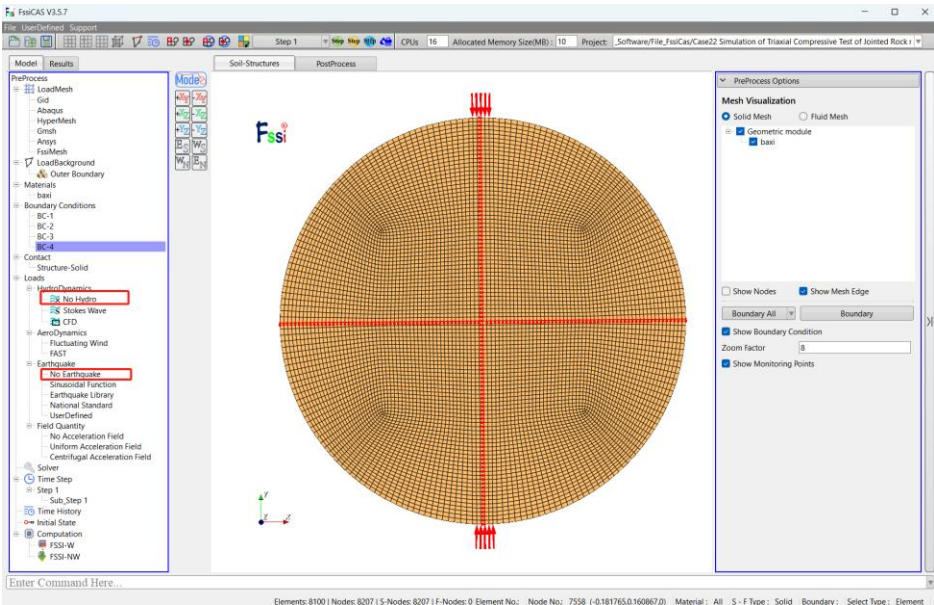 FssiCAS V3.5.7
File UserDefined Support
Step 1 Step Step CPUs 16 Allocated Memory Size(MB) : 10 Project: _Software/File_FssiCas/Case22 Simulation of Triaxial Compressive Test of Jointed Rock
Model Results
Soil-Structures PostProcess
PreProcess
LoadMesh
Gid
Abaqus
HyperMesh
Gmsh
Ansys
FssiMesh
LoadBackground
Outer Boundary
Materials
baxi
Boundary Conditions
BC-1
BC-2
BC-3
BC-4
Contact
Structure-Solid
Loads
HydroDynamics
No Hydro
Stokes Wave
CFD
AeroDynamics
Fluctuating Wind
FAST
Earthquake
No Earthquake
Sinusoidal Function
Earthquake Library
National Standard
UserDefined
Field Quantity
No Acceleration Field
Uniform Acceleration Field
Centrifugal Acceleration Field
Solver
Time Step
Step 1
Sub_Step 1
Time History
Initial State
Computation
FSSI-W
FSSI-NW
Mode
ES WS
WN EN
Fssi
Y
Z
PreProcess Options
Mesh Visualization
Solid Mesh Fluid Mesh
Geometric module
baxi
Show Nodes Show Mesh Edge
Boundary All Boundary
Show Boundary Condition
Zoom Factor 8
Show Monitoring Points
Enter Command Here...
Elements: 8100 | Nodes: 8207 | S-Nodes: 8207 | F-Nodes: 0 Element No.: Node No.: 7558 (-0.181765,0.160867,0) Material : All S - F Type : Solid Boundary : Select Type : Element